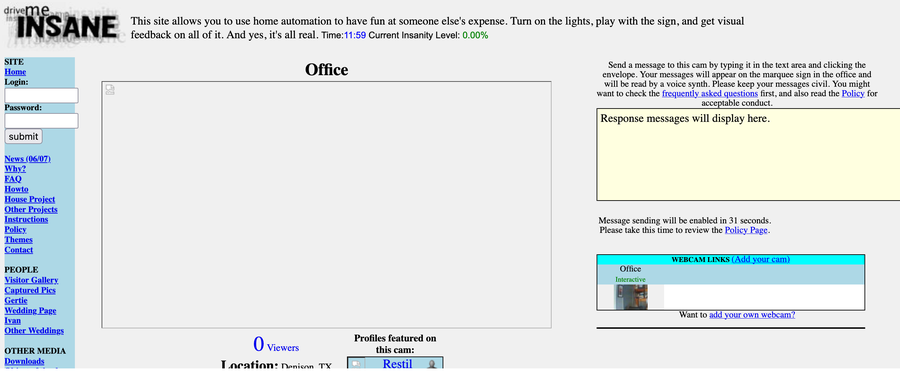 driveme
INSANE
This site allows you to use home automation to have fun at someone else's expense. Turn on the lights, play with the sign, and get visual
feedback on all of it. And yes, it's all real. Time:11:59 Current Insanity Level: 0.00%
SITE
Home
Login:
Password:
submit
News (06/07)
Why?
FAQ
Howto
House Project
Other Projects
Instructions
Policy
Themes
Contact
PEOPLE
Visitor Gallery
Captured Pics
Gertie
Wedding Page
Ivan
Other Weddings
OTHER MEDIA
Downloads
Office
0 Viewers
Location: Denison, TX
Profiles featured on
this cam:
Restil
Send a message to this cam by typing it in the text area and clicking the
envelope. Your messages will appear on the marquee sign in the office and
will be read by a voice synth. Please keep your messages civil. You might
want to check the frequently asked questions first, and also read the Policy for
acceptable conduct.
Response messages will display here.
Message sending will be enabled in 31 seconds.
Please take this time to review the Policy Page.
WEBCAM LINKS (Add your cam)
Office
Interactive
Want to add your own webcam?